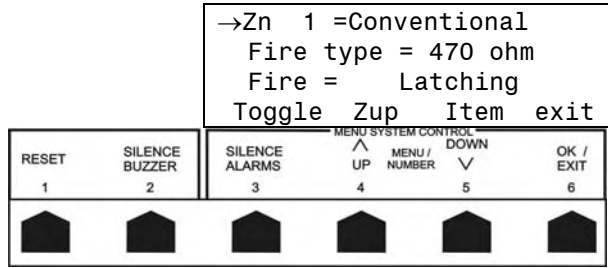 →Zn 1 =Conventional
Fire type = 470 ohm
Fire = Latching
Toggle Zup Item exit
MENU SYSTEM CONTROL
RESET
1
SILENCE
BUZZER
2
SILENCE
ALARMS
3
UP
4
MENU /
NUMBER
DOWN
5
OK /
EXIT
6